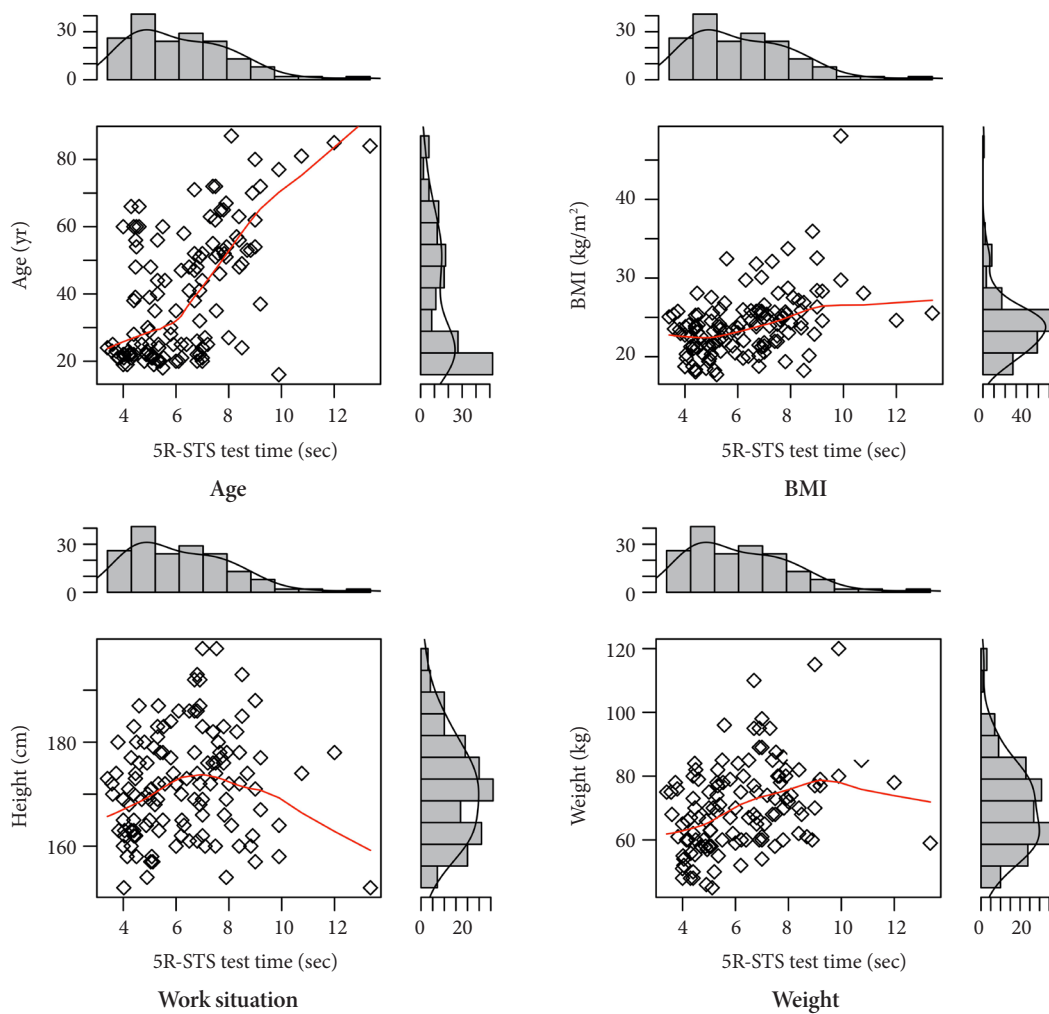 30
0
80
60
40
20
Age (yr)
4 6 8 10 12
0 30
5R-STS test time (sec)
Age
30
0
40
30
20
BMI (kg/m²)
4 6 8 10 12
0 40
5R-STS test time (sec)
BMI
30
0
180
160
Height (cm)
4 6 8 10 12
0 20
5R-STS test time (sec)
Work situation
30
0
120
100
80
60
Weight (kg)
4 6 8 10 12
0 20
5R-STS test time (sec)
Weight